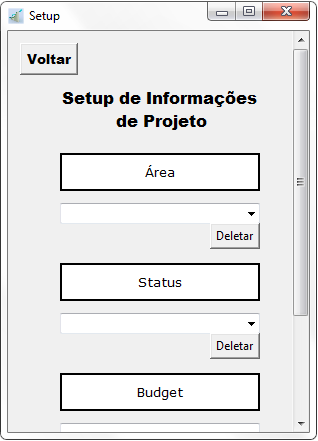 Setup
Voltar
Setup de Informações
de Projeto
Área
Deletar
Status
Deletar
Budget